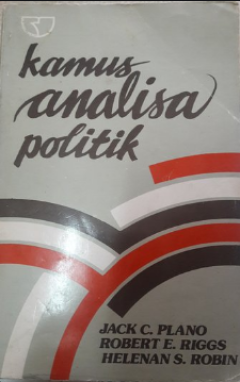 kamus
analisa
politik
JACK C. PLANO
ROBERT E. RIGGS
HELENAN S. ROBIN